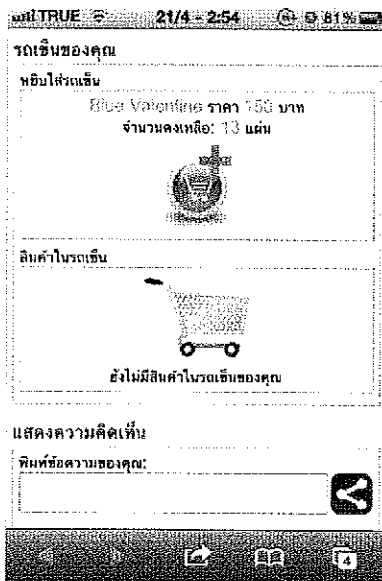 TRUE 21/4 - 2:54 81%
รถเข็นของคุณ
หยิบใส่รถเข็น
Blue Valentine ราคา 150 บาท
จำนวนคงเหลือ: 13 แผ่น
สินค้าในรถเข็น
ยังไม่มีสินค้าในรถเข็นของคุณ
แสดงความคิดเห็น
พิมพ์ข้อความของคุณ:
4